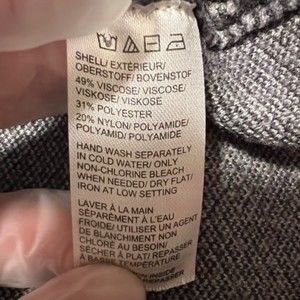 SHELL/ EXTÉRIEUR/
OBERSTOFF/ BOVENSTOF
49% VISCOSE/ VISCOSE/
VISKOSE/ VISKOSE
31% POLYESTER
20% NYLON/ POLYAMIDE/
POLYAMID/ POLYAMIDE
HAND WASH SEPARATELY
IN COLD WATER/ ONLY
NON-CHLORINE BLEACH
WHEN NEEDED/ DRY FLAT/
IRON AT LOW SETTING
LAVER À LA MAIN
SÉPARÉMENT À L'EAU
FROIDE/ UTILISER UN AGENT
DE BLANCHIMENT NON
CHLORÉ AU BESOIN/
SÉCHER À PLAT/ REPASSER
À BASSE TEMPÉRATURE
INSIDE
REPASSER